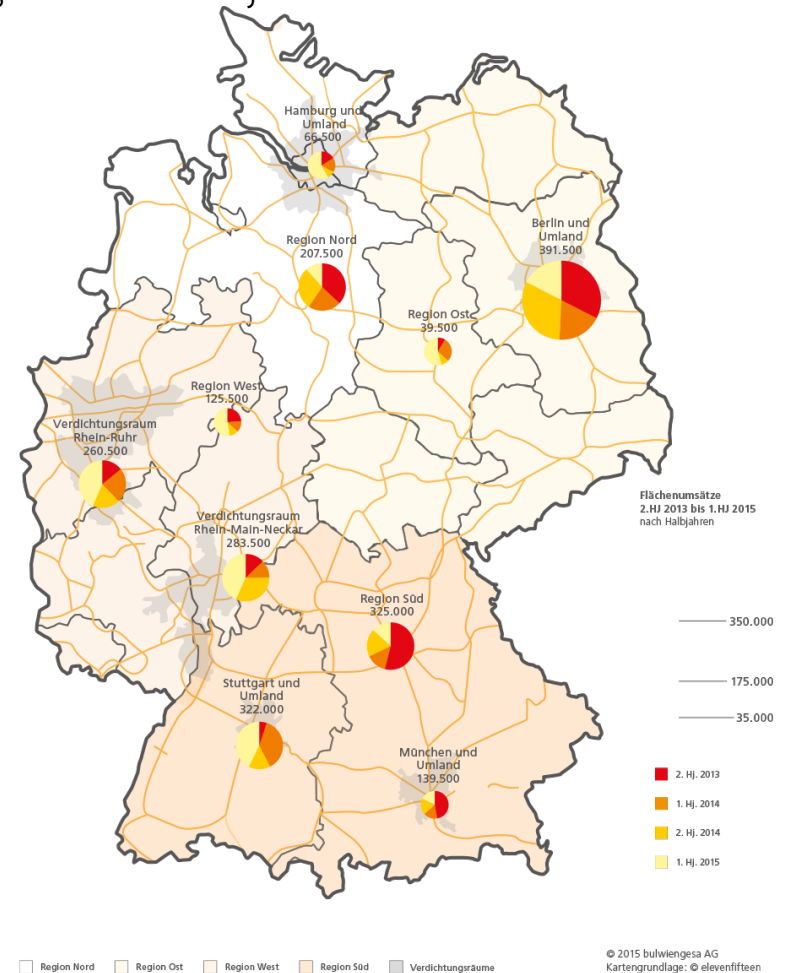 Hamburg und
Umland
66.500
Berlin und
Umland
391.500
Region Nord
207.500
Region Ost
39.500
Region West
125.500
Verdichtungsraum
Rhein-Ruhr
260.500
Verdichtungsraum
Rhein-Main-Neckar
283.500
Region Süd
325.000
Stuttgart und
Umland
322.000
München und
Umland
139.500
Flächenumsätze
2.HJ 2013 bis 1.HJ 2015
nach Halbjahren
350.000
175.000
35.000
2. Hj. 2013
1. Hj. 2014
2. Hj. 2014
1. Hj. 2015
Region Nord
Region Ost
Region West
Region Süd
Verdichtungsräume
© 2015 bulwiengesa AG
Kartengrundlage: © elevenfifteen